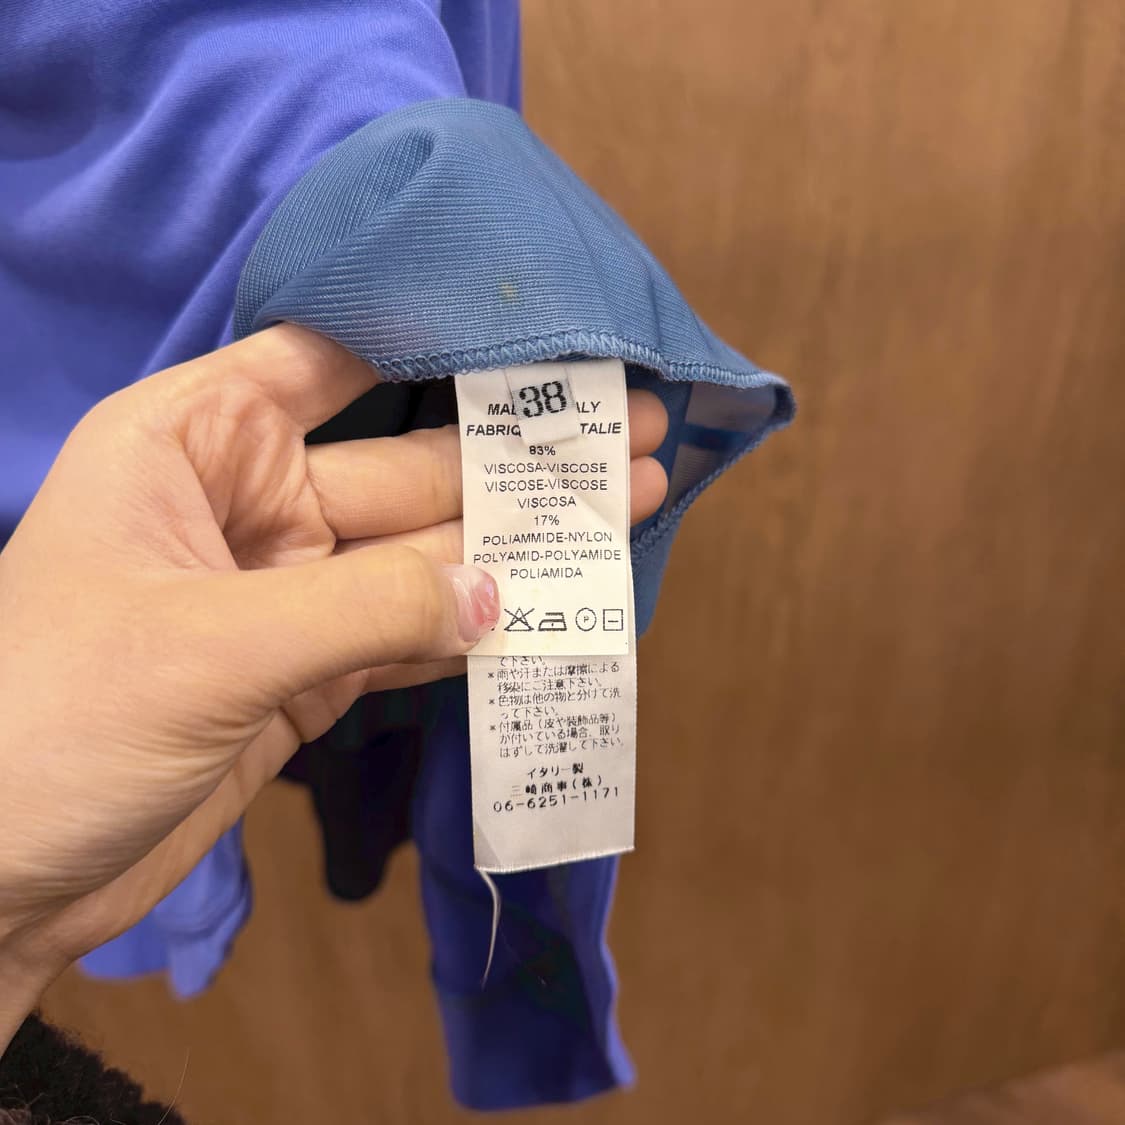 38
MAD ALY
FABRIQ TALIE
83%
VISCOSA-VISCOSE
VISCOSE-VISCOSE
VISCOSA
17%
POLIAMMIDE-NYLON
POLYAMID-POLYAMIDE
POLIAMIDA
P
て下さい。
*雨や汗または摩擦による
移染にご注意下さい。
*色物は他の物と分けて洗
って下さい。
*付属品(皮や装飾品等)
が付いている場合、取り
はずして洗濯して下さい。
イタリー製
三崎商事(株)
06-6251-1171